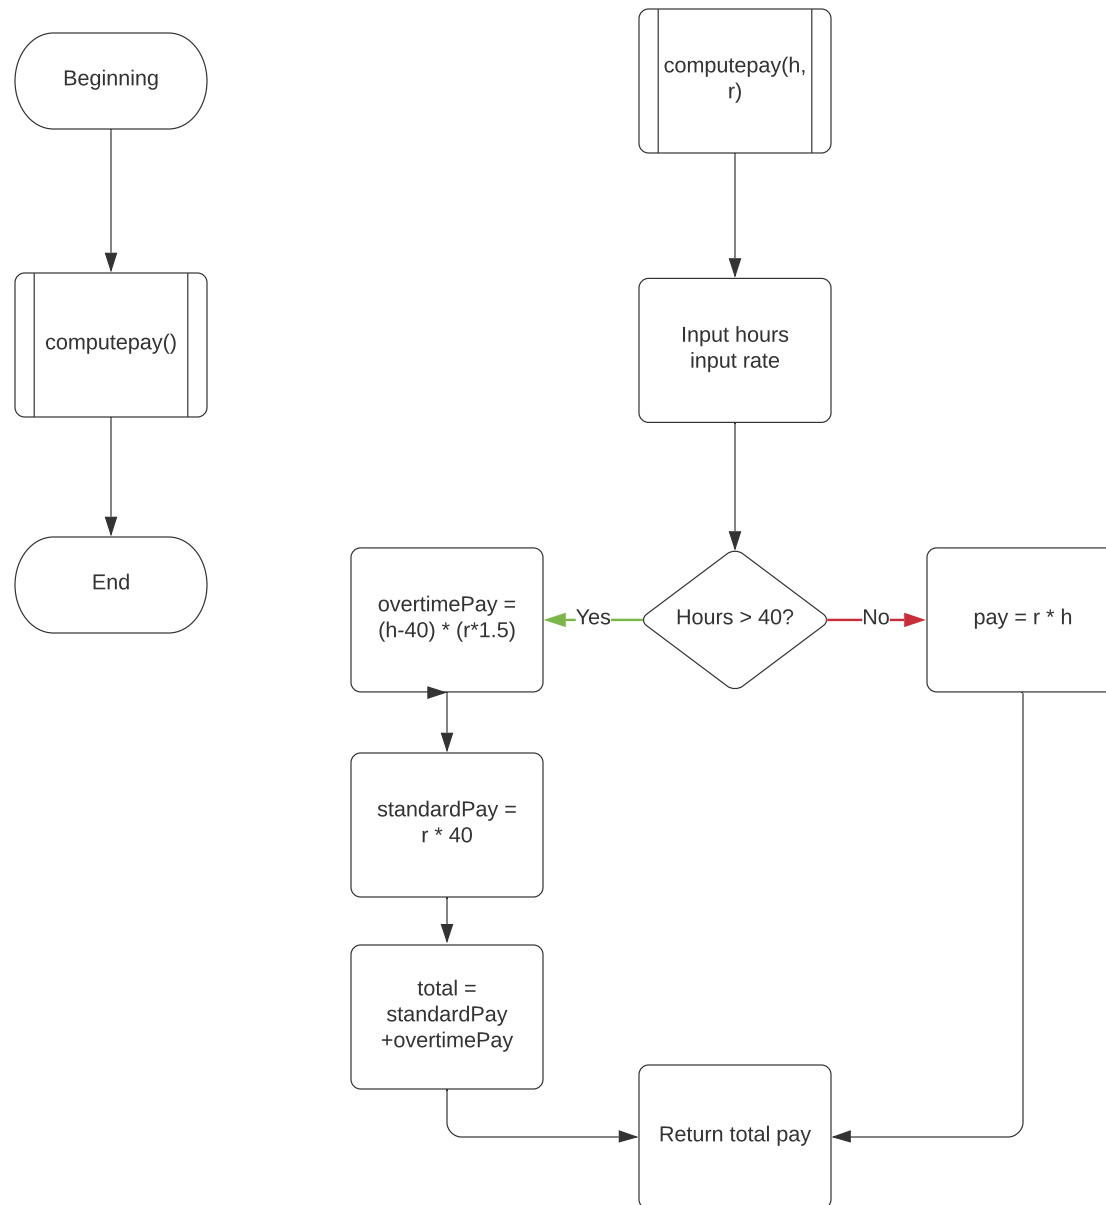 Beginning
computepay()
End
computepay(h,
r)
Input hours
input rate
Hours > 40?
Yes
No
overtimePay =
(h-40) * (r*1.5)
pay = r * h
standardPay =
r * 40
total =
standardPay
+overtimePay
Return total pay